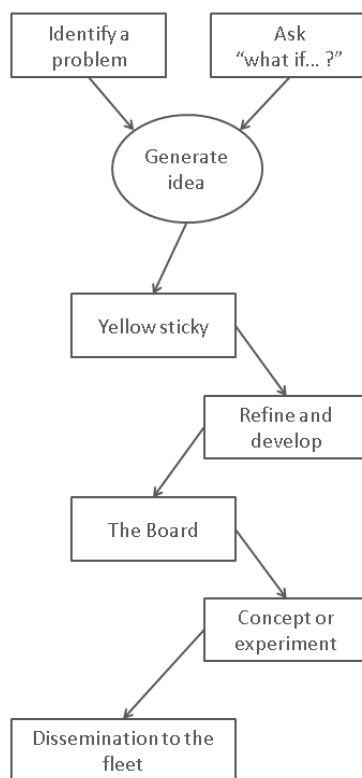 Identify a
problem
Ask
“what if... ?”
Generate
idea
Yellow sticky
Refine and
develop
The Board
Concept or
experiment
Dissemination to the
fleet